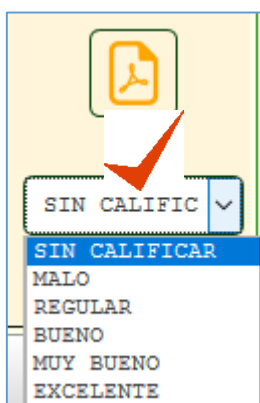 SIN CALIFIC
SIN CALIFICAR
MALO
REGULAR
BUENO
MUY BUENO
EXCELENTE